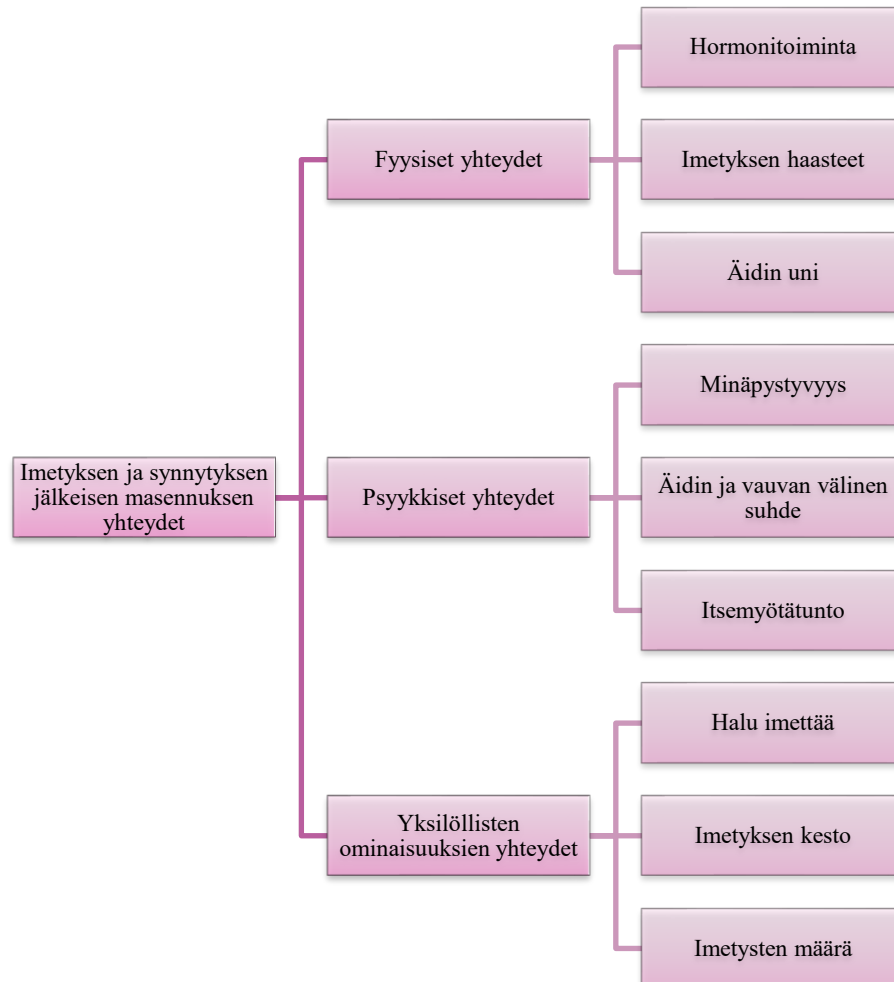 Imetyksen ja synnytyksen
jälkeisen masennuksen
yhteydet
Fyysiset yhteydet
Hormonitoiminta
Imetyksen haasteet
Äidin uni
Psyykkiset yhteydet
Minäpystyvyys
Äidin ja vauvan välinen
suhde
Itsemyötätunto
Yksilöllisten
ominaisuuksien yhteydet
Halu imettää
Imetyksen kesto
Imetysten määrä